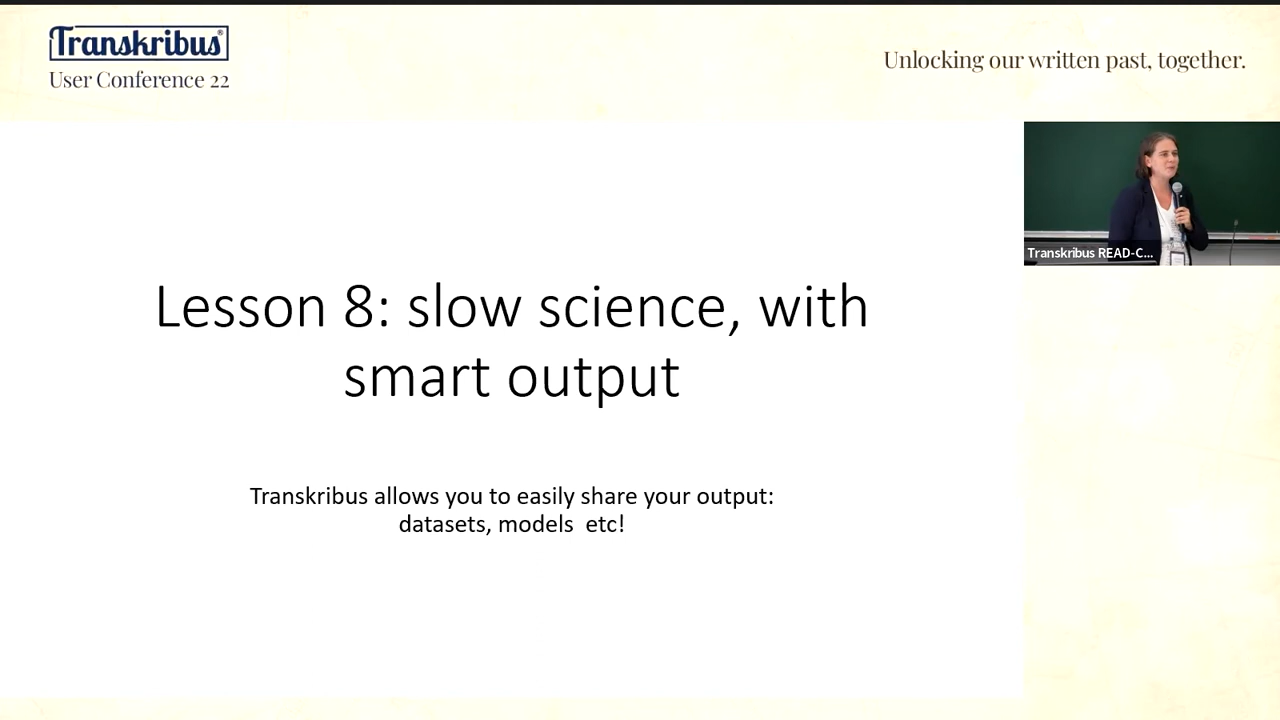 Transkribus®
User Conference 22
Unlocking our written past, together.
Transkribus READ-C...
Lesson 8: slow science, with
smart output
Transkribus allows you to easily share your output:
datasets, models etc!